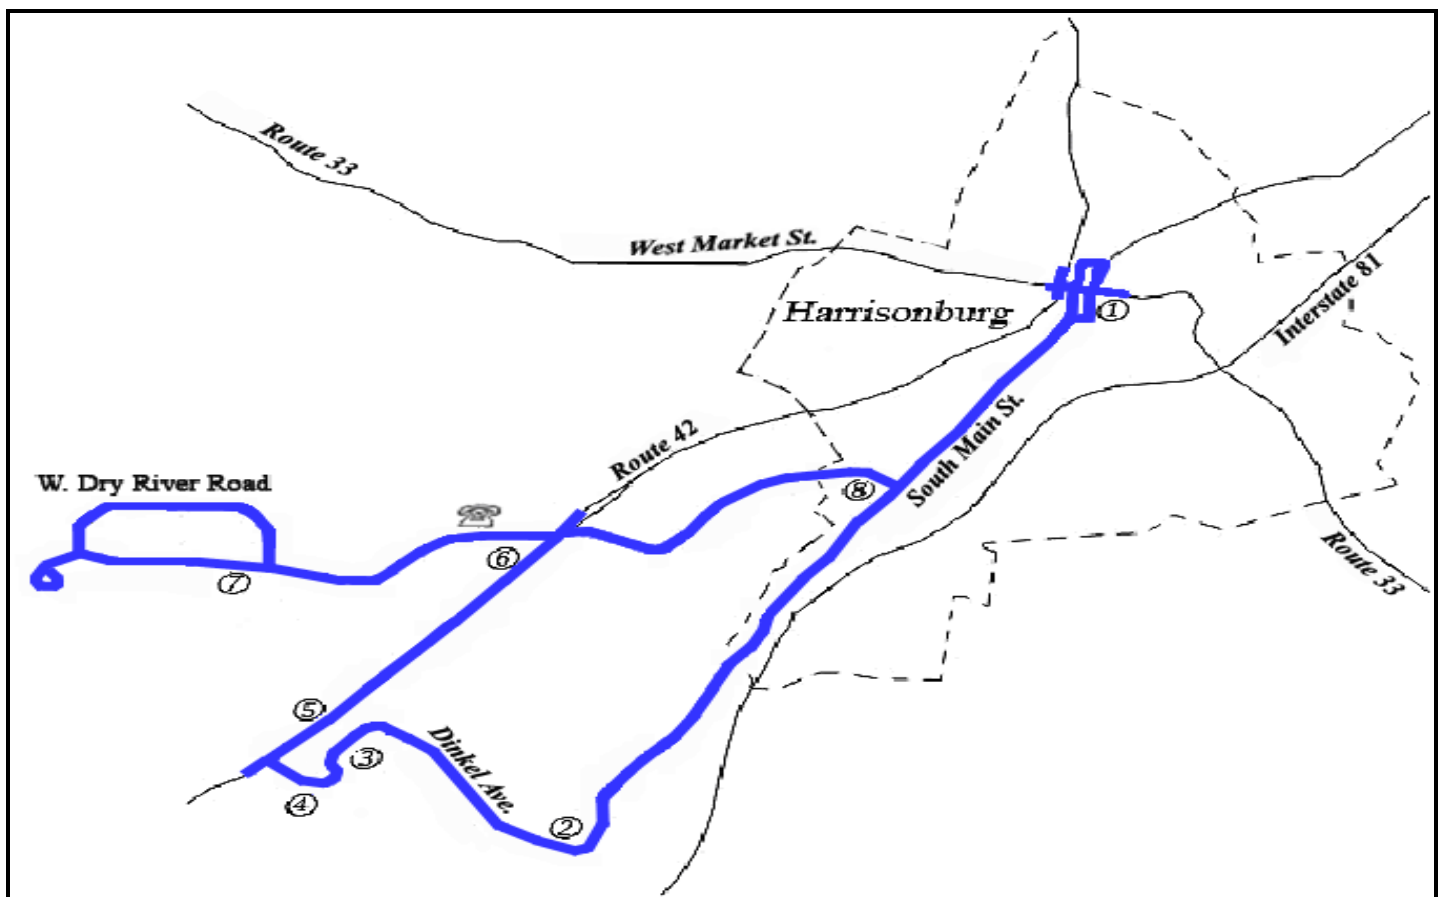 Route 33
West Market St.
Harrisonburg
①
Interstate 81
Route 42
South Main St.
W. Dry River Road
⑧
⑥
⑦
Route 33
⑤
③
Dinkel Ave.
④
②